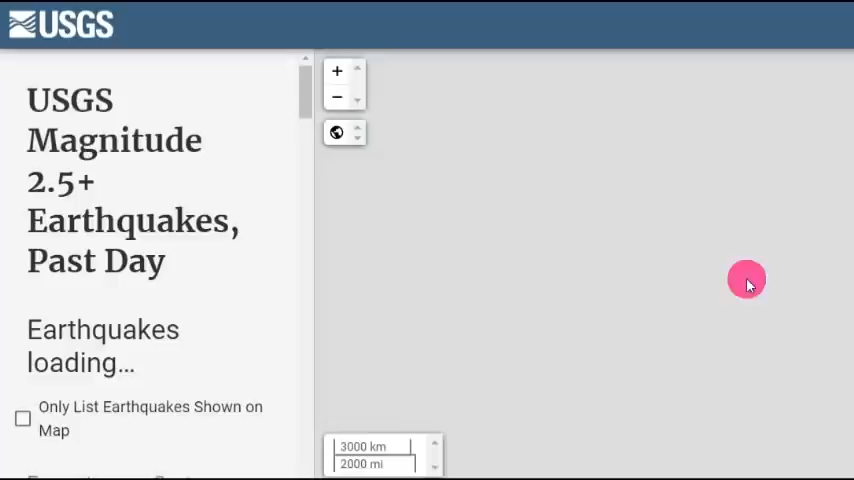 USGS
USGS
Magnitude
2.5+
Earthquakes,
Past Day
Earthquakes
loading...
Only List Earthquakes Shown on
Map
+
−
3000 km
2000 mi